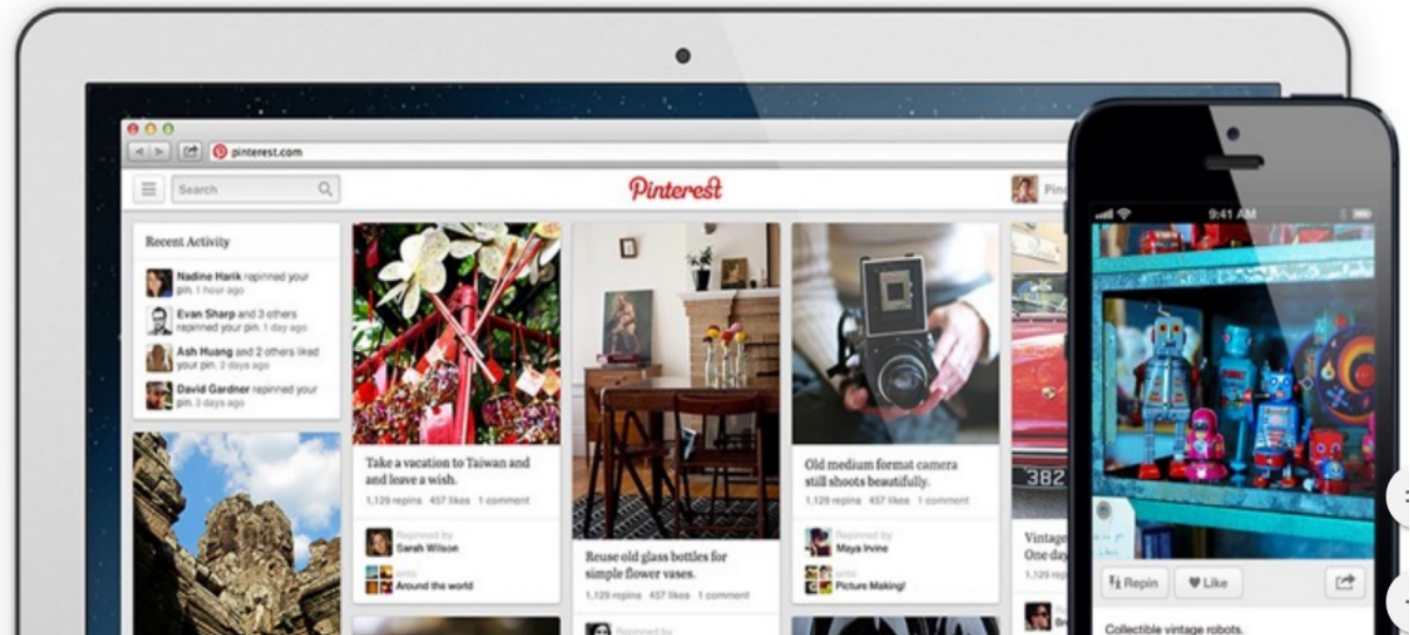 pinterest.com
Search
Pinterest
Recent Activity
Nadine Harik repinned your
pin. 1 hour ago
Evan Sharp and 3 others
repinned your pin. 1 day ago
Ash Huang and 2 others liked
your pin. 2 days ago
David Gardner repinned your
pin. 3 days ago
Take a vacation to Taiwan and
and leave a wish.
1,129 repins 457 likes 1 comment
Repinned by
Sarah Wilson
onto
Around the world
Reuse old glass bottles for
simple flower vases.
1,129 repins 457 likes 1 comment
Repinned by
Old medium format camera
still shoots beautifully.
1,129 repins 457 likes 1 comment
Repinned by
Maya Irvine
onto
Picture Making!
382
Vintage
One day
1,129 rep
9:41 AM
Repin
Like
Collectible vintage robots.